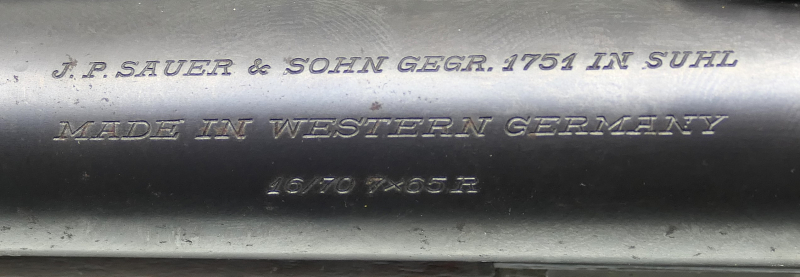 J. P. SAUER & SOHN GEGR. 1751 IN SUHL
MADE IN WESTERN GERMANY
16/70 7×65 R